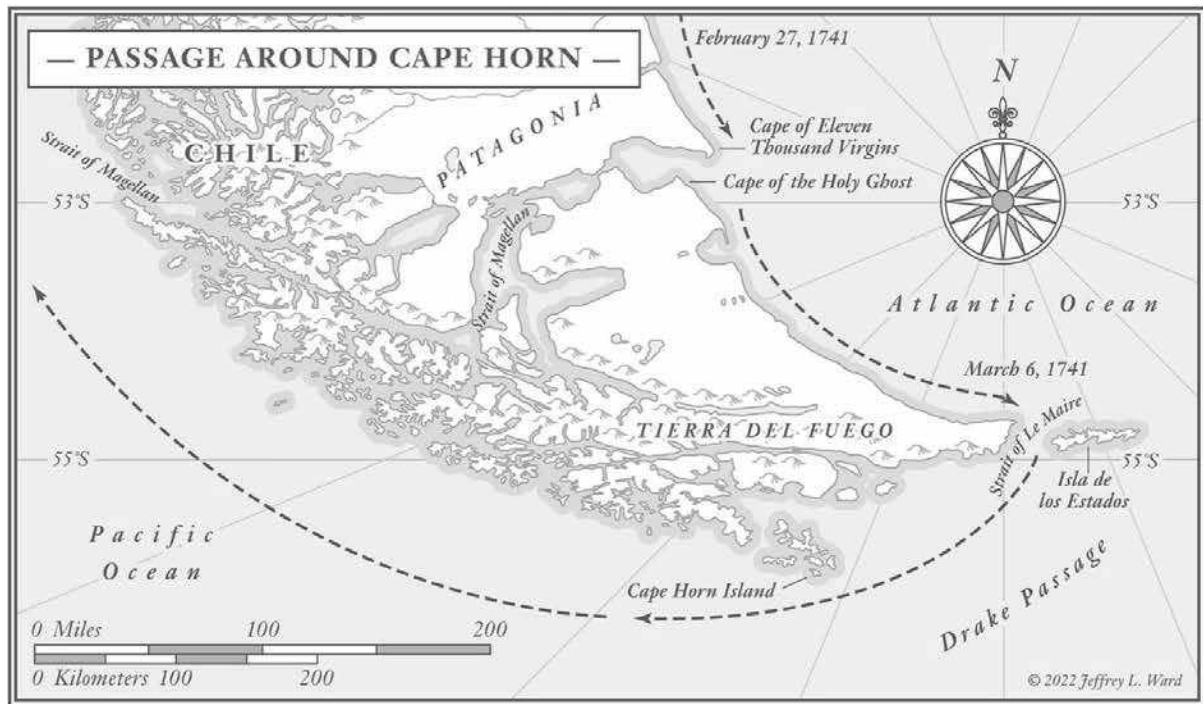 — PASSAGE AROUND CAPE HORN —
February 27, 1741
N
Cape of Eleven
Thousand Virgins
Cape of the Holy Ghost
PATAGONIA
CHILE
Strait of Magellan
53°S
53°S
Strait of Magellan
Atlantic Ocean
March 6, 1741
TIERRA DEL FUEGO
Strait of Le Maire
55°S
55°S
Isla de
los Estados
Pacific
Ocean
Cape Horn Island
Drake Passage
0 Miles 100 200
0 Kilometers 100 200
© 2022 Jeffrey L. Ward